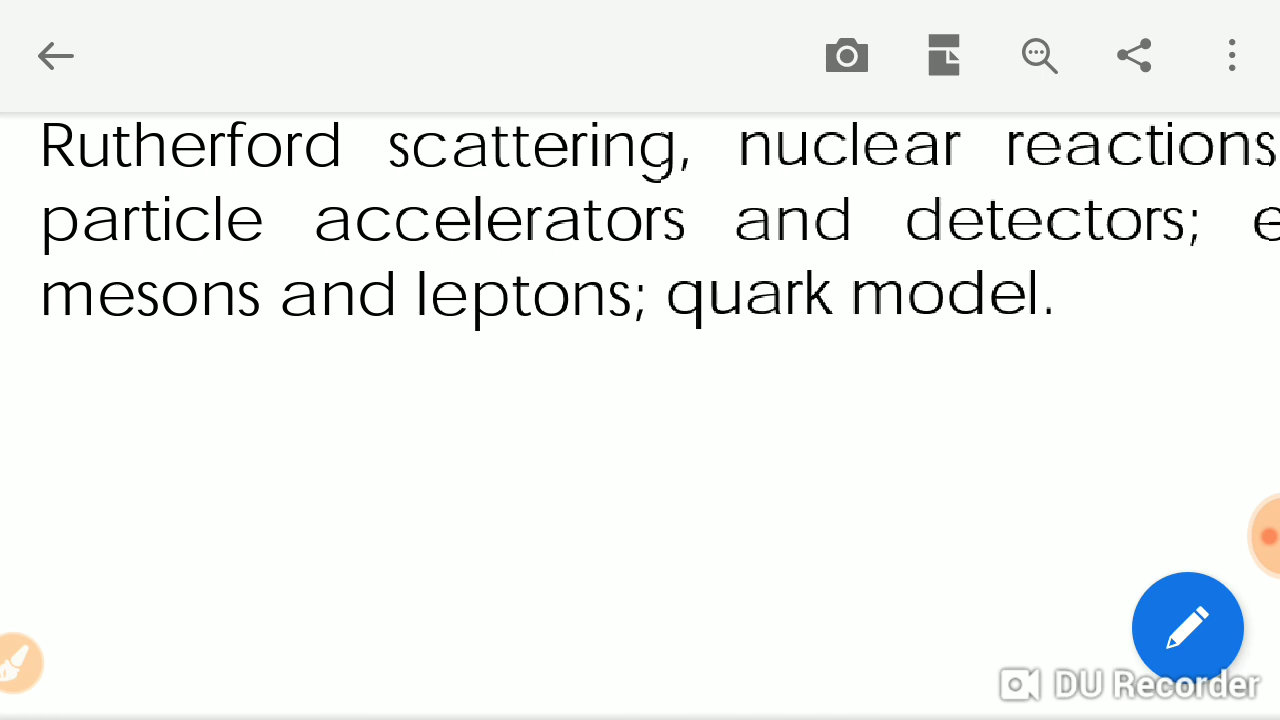 Rutherford scattering, nuclear reactions
particle accelerators and detectors;
mesons and leptons; quark model.
DU Recorder